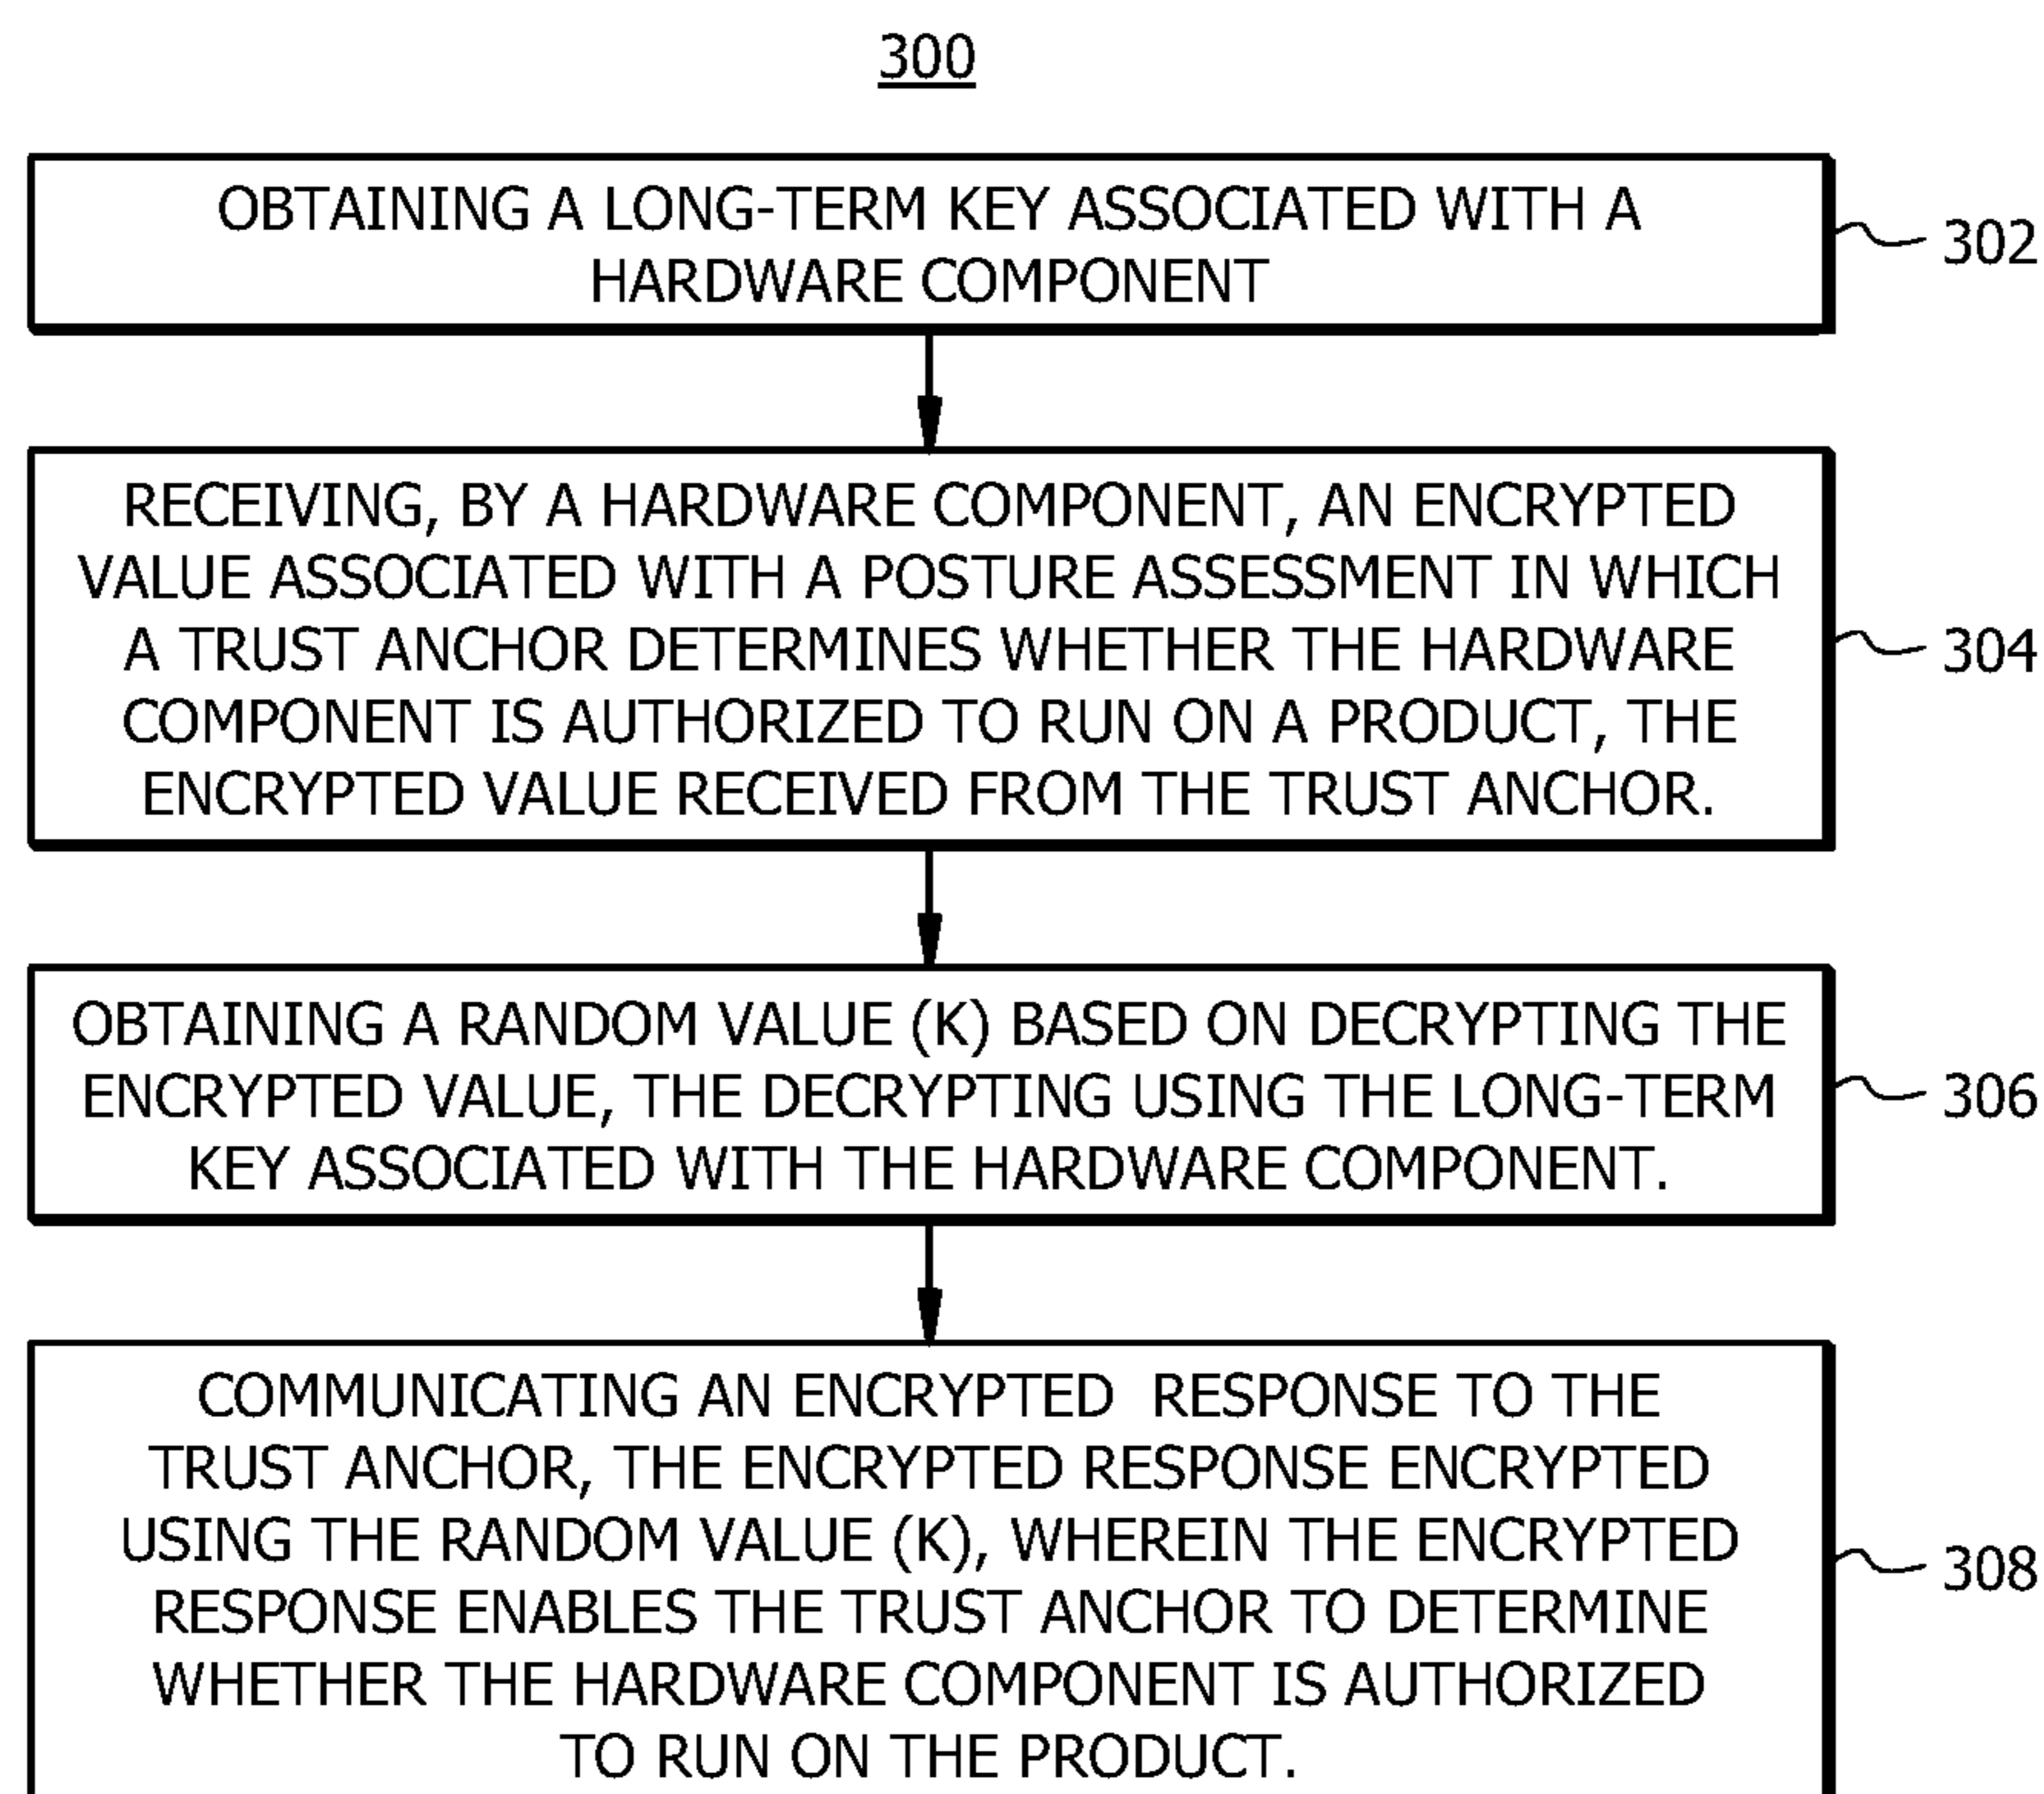 300
OBTAINING A LONG-TERM KEY ASSOCIATED WITH A
HARDWARE COMPONENT
302
RECEIVING, BY A HARDWARE COMPONENT, AN ENCRYPTED
VALUE ASSOCIATED WITH A POSTURE ASSESSMENT IN WHICH
A TRUST ANCHOR DETERMINES WHETHER THE HARDWARE
COMPONENT IS AUTHORIZED TO RUN ON A PRODUCT, THE
ENCRYPTED VALUE RECEIVED FROM THE TRUST ANCHOR.
304
OBTAINING A RANDOM VALUE (K) BASED ON DECRYPTING THE
ENCRYPTED VALUE, THE DECRYPTING USING THE LONG-TERM
KEY ASSOCIATED WITH THE HARDWARE COMPONENT.
306
COMMUNICATING AN ENCRYPTED RESPONSE TO THE
TRUST ANCHOR, THE ENCRYPTED RESPONSE ENCRYPTED
USING THE RANDOM VALUE (K), WHEREIN THE ENCRYPTED
RESPONSE ENABLES THE TRUST ANCHOR TO DETERMINE
WHETHER THE HARDWARE COMPONENT IS AUTHORIZED
TO RUN ON THE PRODUCT.
308